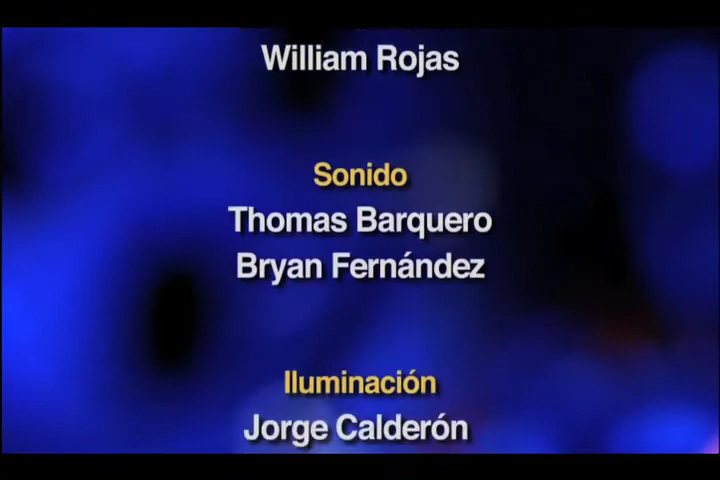 William Rojas
Sonido
Thomas Barquero
Bryan Fernández
Iluminación
Jorge Calderón